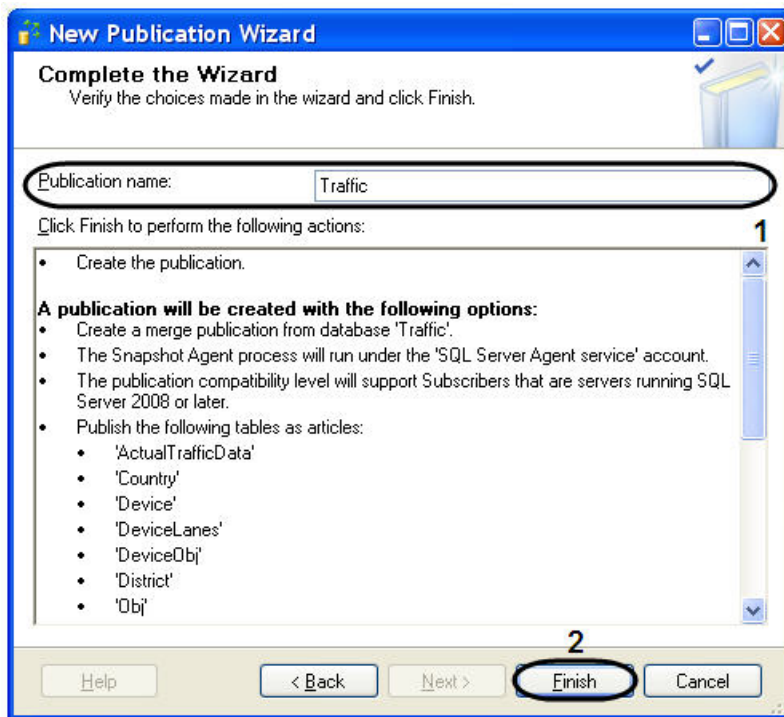 New Publication Wizard
Complete the Wizard
Verify the choices made in the wizard and click Finish.
Publication name: Traffic
Click Finish to perform the following actions:
1
• Create the publication.
A publication will be created with the following options:
• Create a merge publication from database 'Traffic'.
• The Snapshot Agent process will run under the 'SQL Server Agent service' account.
• The publication compatibility level will support Subscribers that are servers running SQL
Server 2008 or later.
• Publish the following tables as articles:
• 'ActualTrafficData'
• 'Country'
• 'Device'
• 'DeviceLanes'
• 'DeviceObj'
• 'District'
• 'Obj'
2
Help < Back Next > Finish Cancel